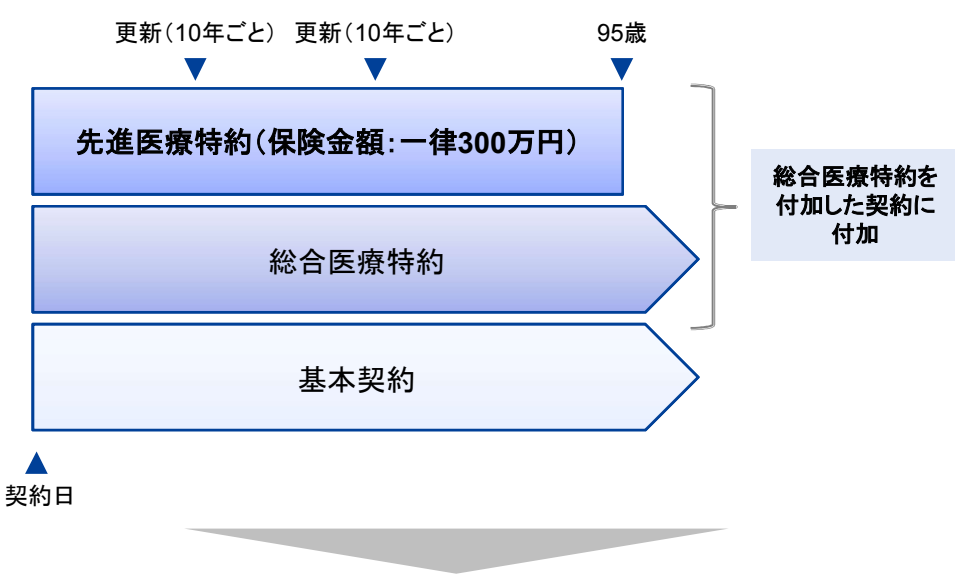 更新（10年ごと） 更新（10年ごと） 95歳
先進医療特約（保険金額：一律300万円）
総合医療特約を
付加した契約に
付加
総合医療特約
基本契約
契約日